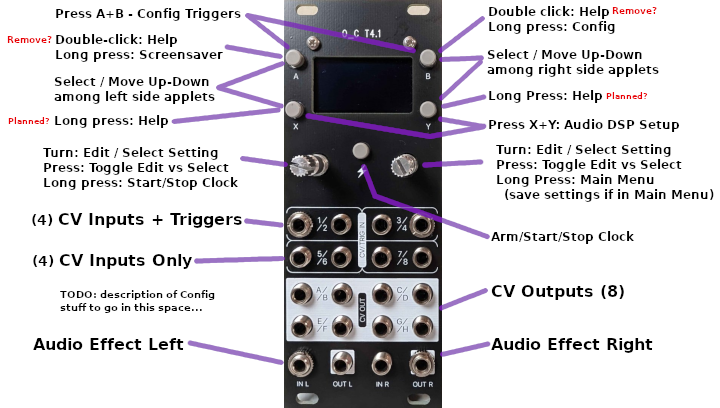 Press A+B - Config Triggers
Remove? Double-click: Help
Long press: Screensaver
Select / Move Up-Down
among left side applets
Planned? Long press: Help
Turn: Edit / Select Setting
Press: Toggle Edit vs Select
Long press: Start/Stop Clock
(4) CV Inputs + Triggers
(4) CV Inputs Only
TODO: description of Config
stuff to go in this space...
Audio Effect Left
O_C T4.1
A
B
X
Y
1/
/2
3/
/4
CV/TRIG IN
5/
/6
7/
/8
A/
/B
C/
/D
CV OUT
E/
/F
G/
/H
IN L
OUT L
IN R
OUT R
Double click: Help Remove?
Long press: Config
Select / Move Up-Down
among right side applets
Long Press: Help Planned?
Press X+Y: Audio DSP Setup
Turn: Edit / Select Setting
Press: Toggle Edit vs Select
Long Press: Main Menu
(save settings if in Main Menu)
Arm/Start/Stop Clock
CV Outputs (8)
Audio Effect Right